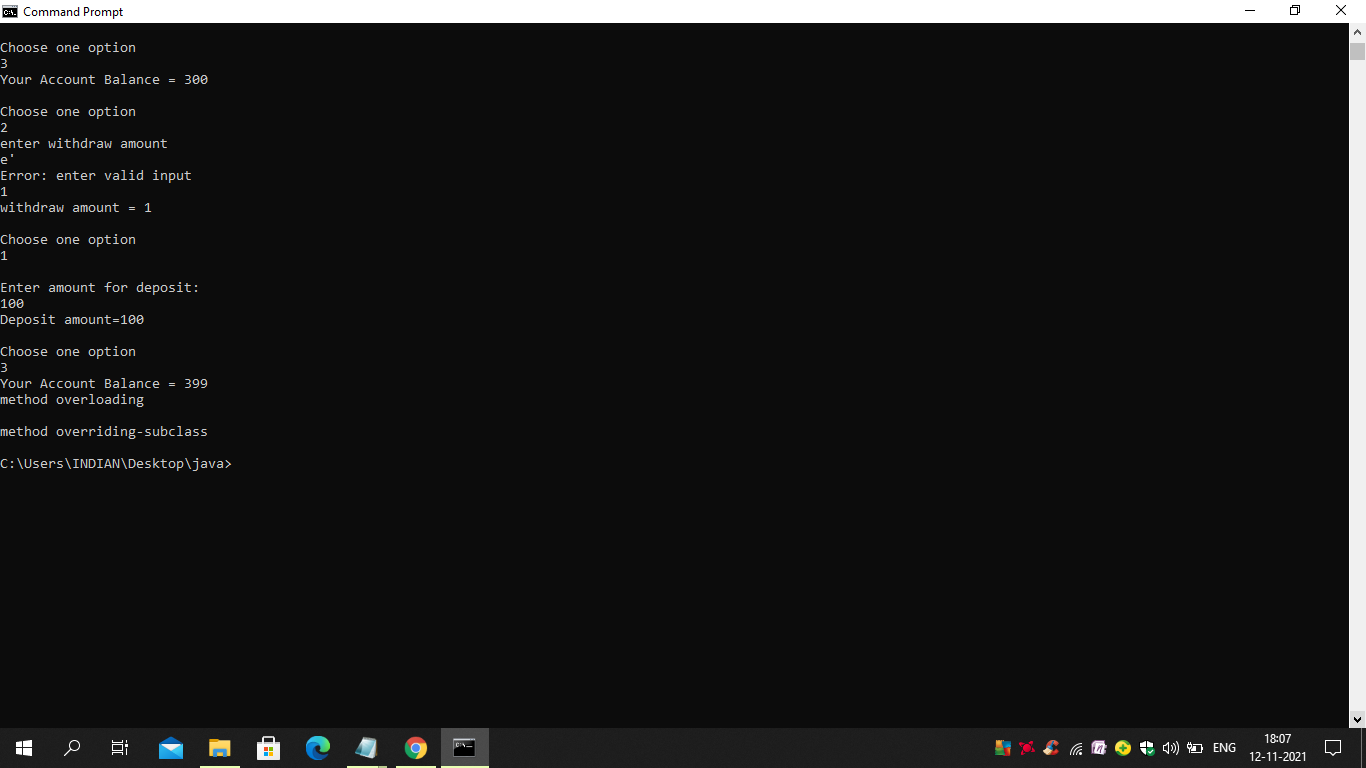 Command Prompt
Choose one option
3
Your Account Balance = 300
Choose one option
2
enter withdraw amount
e'
Error: enter valid input
1
withdraw amount = 1
Choose one option
1
Enter amount for deposit:
100
Deposit amount=100
Choose one option
3
Your Account Balance = 399
method overloading
method overriding-subclass
C:\Users\INDIAN\Desktop\java>
ENG
18:07
12-11-2021